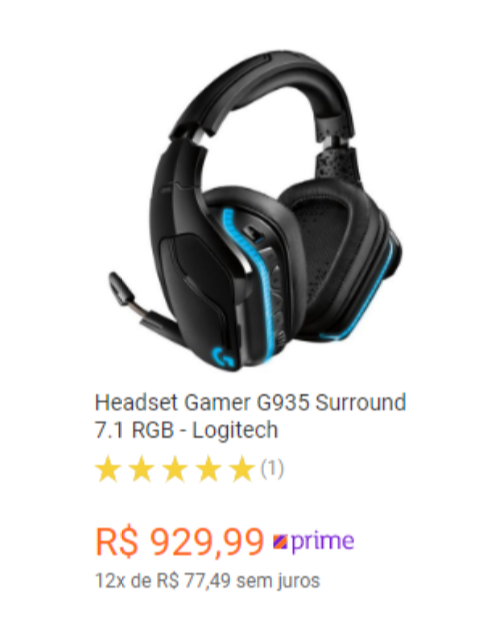 Headset Gamer G935 Surround
7.1 RGB - Logitech
(1)
R$ 929,99 prime
12x de R$ 77,49 sem juros